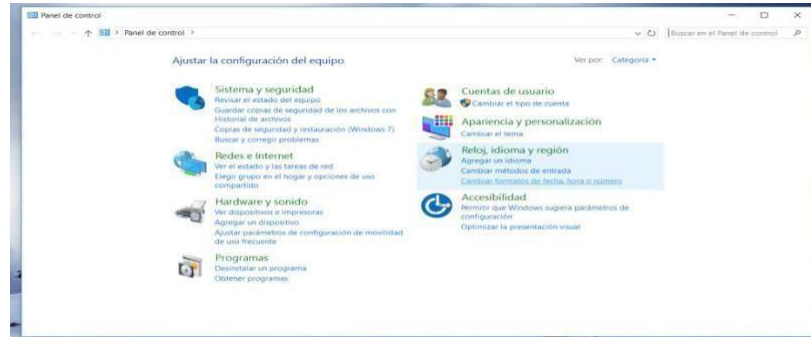 Panel de control
Panel de control
Buscar en el Panel de control
Ajustar la configuración del equipo
Ver por: Categoría
Sistema y seguridad
Revisar el estado del equipo
Guardar copias de seguridad de los archivos con
Historial de archivos
Copias de seguridad y restauración (Windows 7)
Buscar y corregir problemas
Redes e Internet
Ver el estado y las tareas de red
Elegir grupo en el hogar y opciones de uso
compartido
Hardware y sonido
Ver dispositivos e impresoras
Agregar un dispositivo
Ajustar parámetros de configuración de movilidad
de uso frecuente
Programas
Desinstalar un programa
Obtener programas
Cuentas de usuario
Cambiar el tipo de cuenta
Apariencia y personalización
Cambiar el tema
Reloj, idioma y región
Agregar un idioma
Cambiar métodos de entrada
Cambiar formatos de fecha, hora o número
Accesibilidad
Permitir que Windows sugiera parámetros de
configuración
Optimizar la presentación visual